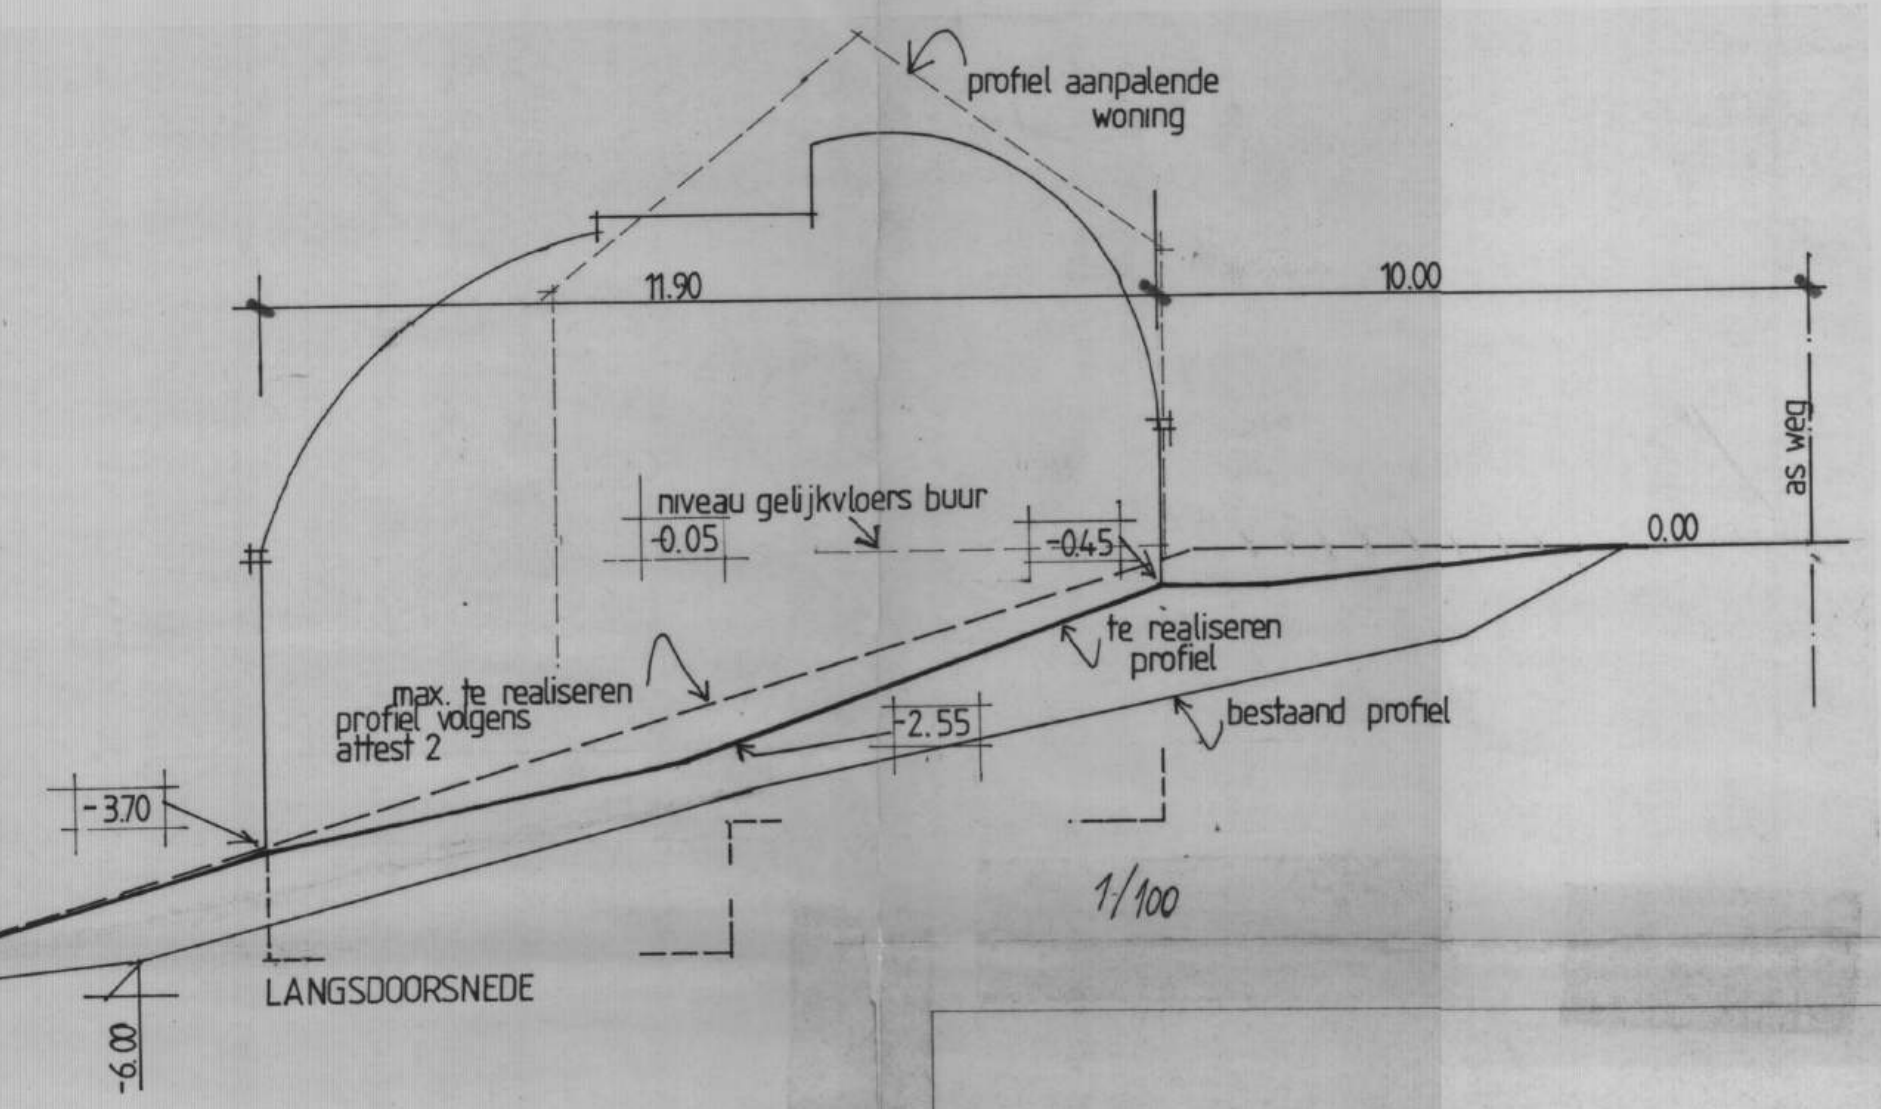 profiel aanpalende
woning
11.90
10.00
as weg
niveau gelijkvloers buur
-0.05
-0.45
0.00
te realiseren
profiel
max. te realiseren
profiel volgens
attest 2
-2.55
bestaand profiel
-3.70
1/100
LANGSDOORSNEDE
-6.00